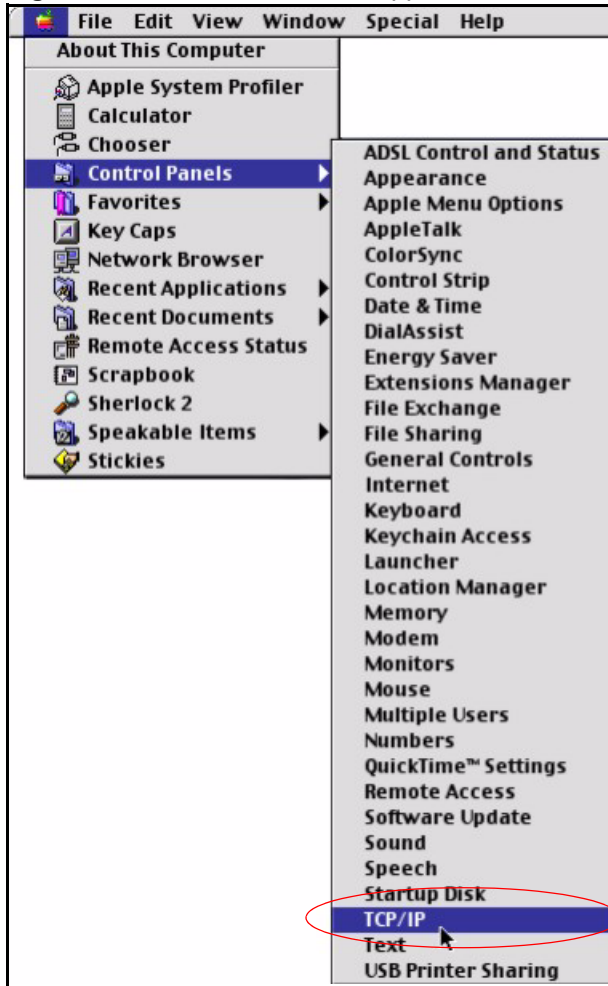 File Edit View Window Special Help
About This Computer
Apple System Profiler
Calculator
Chooser
Control Panels
Favorites
Key Caps
Network Browser
Recent Applications
Recent Documents
Remote Access Status
Scrapbook
Sherlock 2
Speakable Items
Stickies
ADSL Control and Status
Appearance
Apple Menu Options
AppleTalk
ColorSync
Control Strip
Date & Time
DialAssist
Energy Saver
Extensions Manager
File Exchange
File Sharing
General Controls
Internet
Keyboard
Keychain Access
Launcher
Location Manager
Memory
Modem
Monitors
Mouse
Multiple Users
Numbers
QuickTime™ Settings
Remote Access
Software Update
Sound
Speech
Startup Disk
TCP/IP
Text
USB Printer Sharing